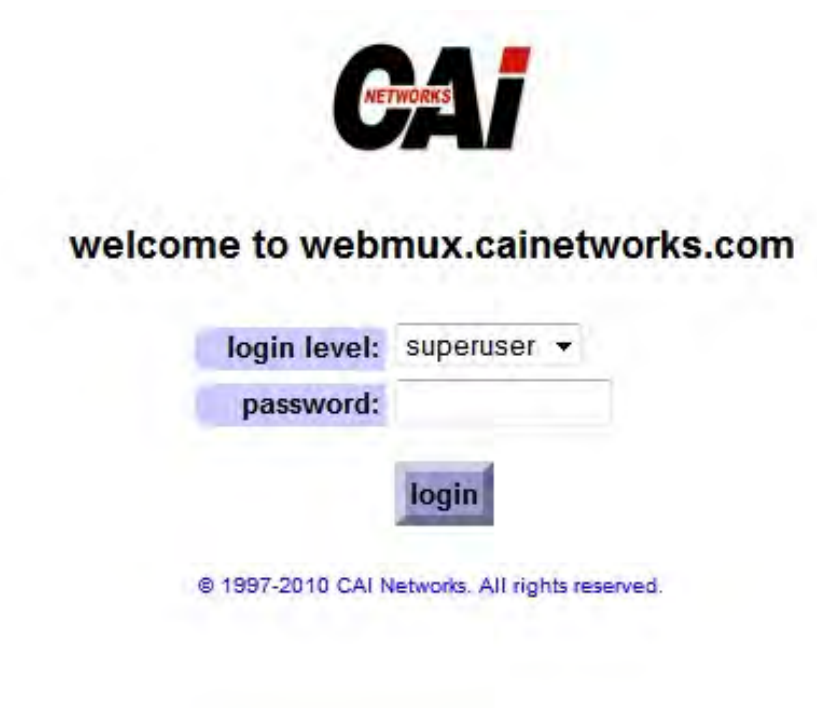 CAi
NETWORKS
welcome to webmux.cainetworks.com
login level: superuser
password:
login
© 1997-2010 CAI Networks. All rights reserved.